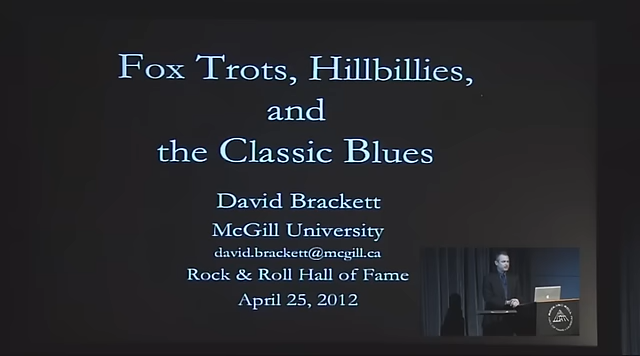 Fox Trots, Hillbillies,
and
the Classic Blues
David Brackett
McGill University
david.brackett@mcgill.ca
Rock & Roll Hall of Fame
April 25, 2012